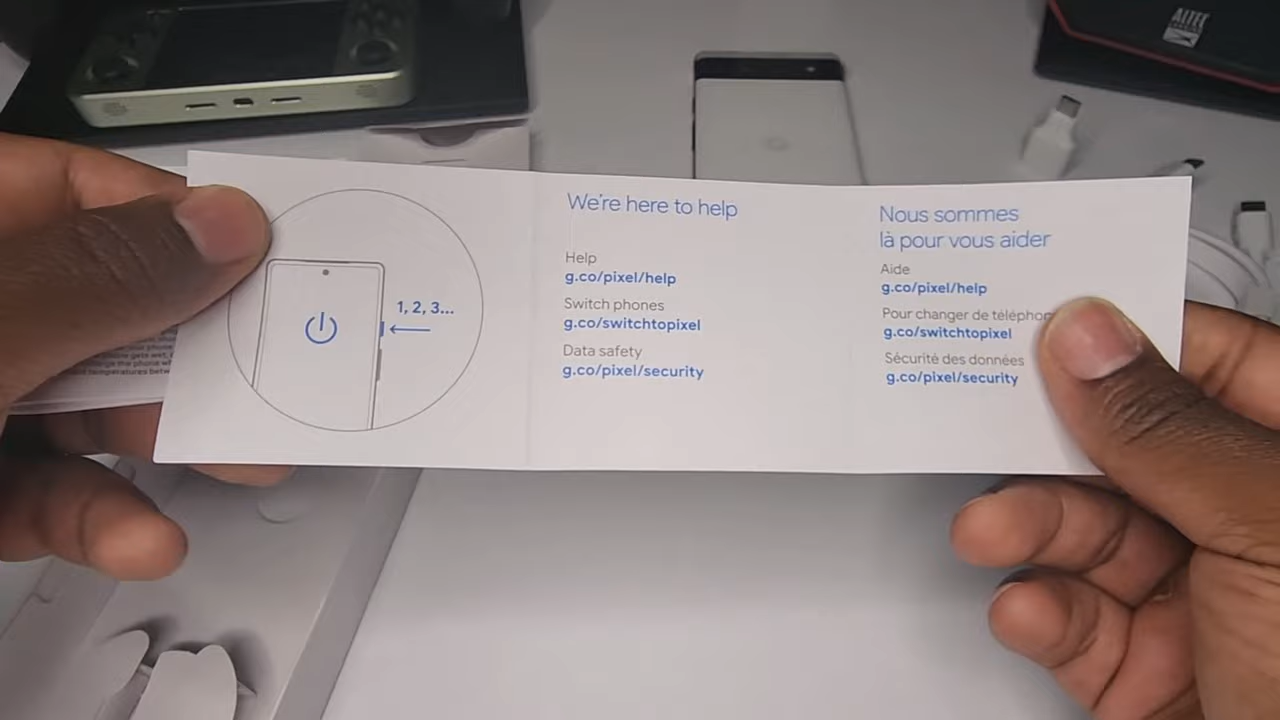 ALTEC
1, 2, 3...
We're here to help
Help
g.co/pixel/help
Switch phones
g.co/switchtopixel
Data safety
g.co/pixel/security
Nous sommes
là pour vous aider
Aide
g.co/pixel/help
Pour changer de
g.co/switchtopixel
Sécurité des données
g.co/pixel/security